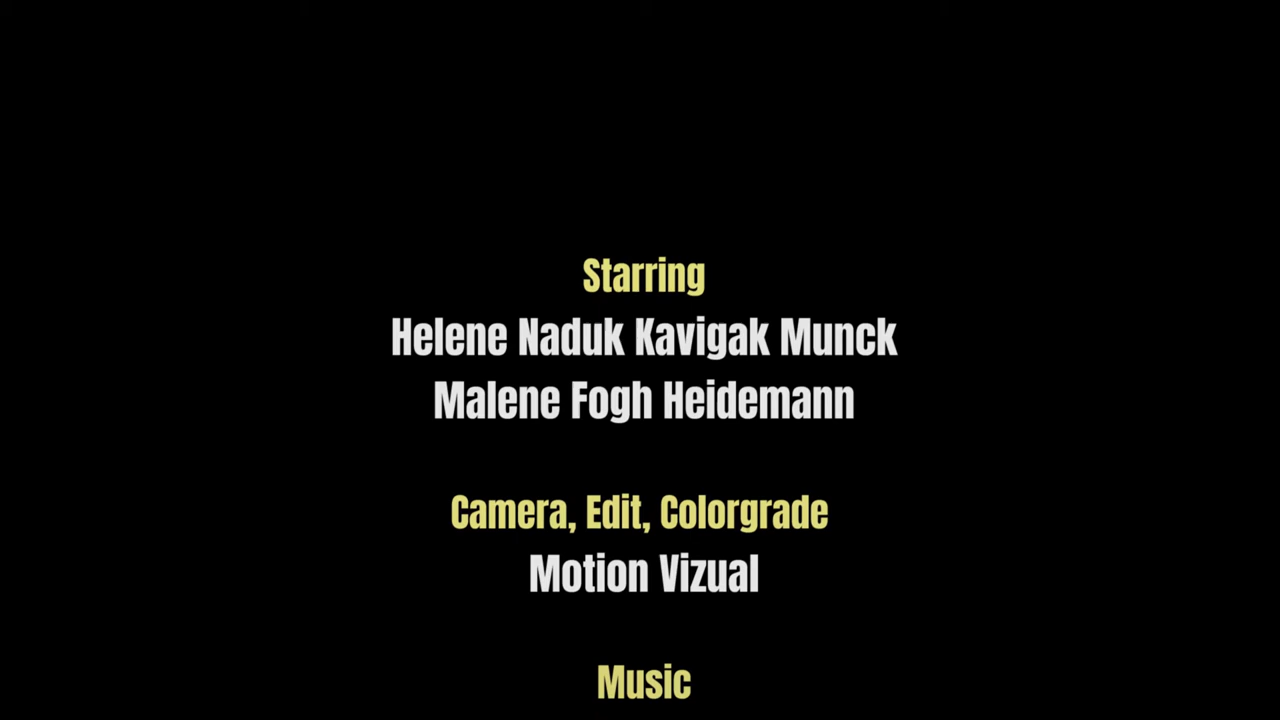 Starring
Helene Naduk Kavigak Munck
Malene Fogh Heidemann
Camera, Edit, Colorgrade
Motion Vizual
Music